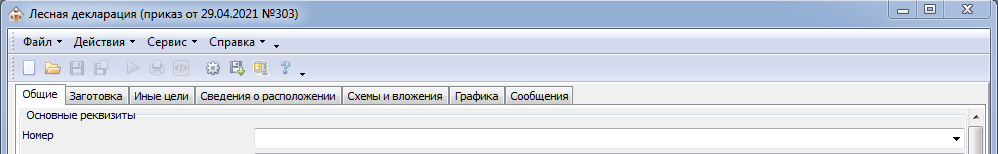 Лесная декларация (приказ от 29.04.2021 №303)
Файл Действия Сервис Справка
Общие Заготовка Иные цели Сведения о расположении Схемы и вложения Графика Сообщения
Основные реквизиты
Номер